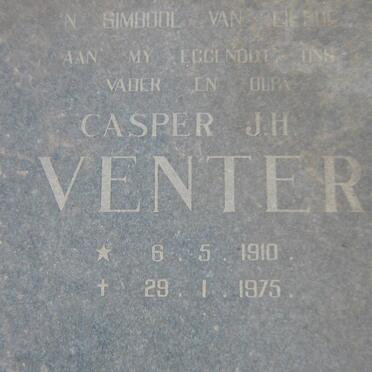 'N SIMBOOL VAN LIEFDE
AAN MY EGGENOOT, ONS
VADER EN OUPA
CASPER J.H
VENTER
★ 6 . 5 . 1910 .
† 29 . 1 . 1975 .